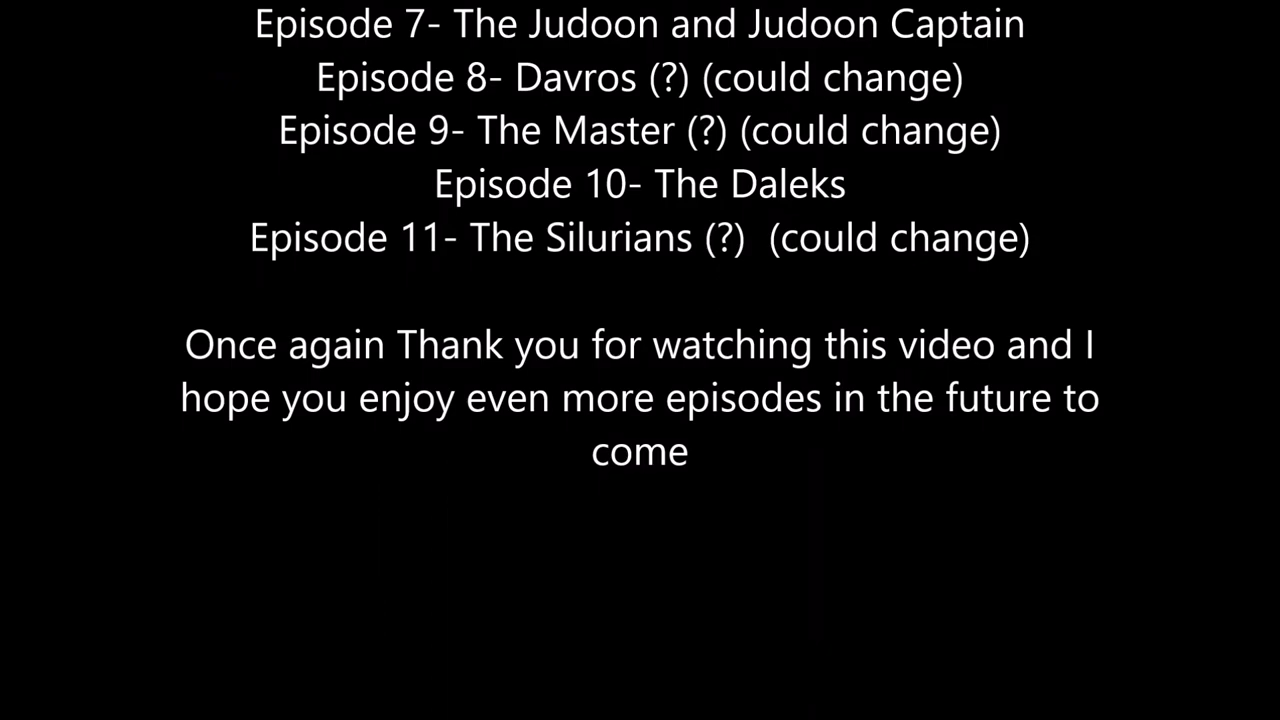 Episode 7- The Judoon and Judoon Captain
Episode 8- Davros (?) (could change)
Episode 9- The Master (?) (could change)
Episode 10- The Daleks
Episode 11- The Silurians (?)  (could change)
Once again Thank you for watching this video and I
hope you enjoy even more episodes in the future to
come